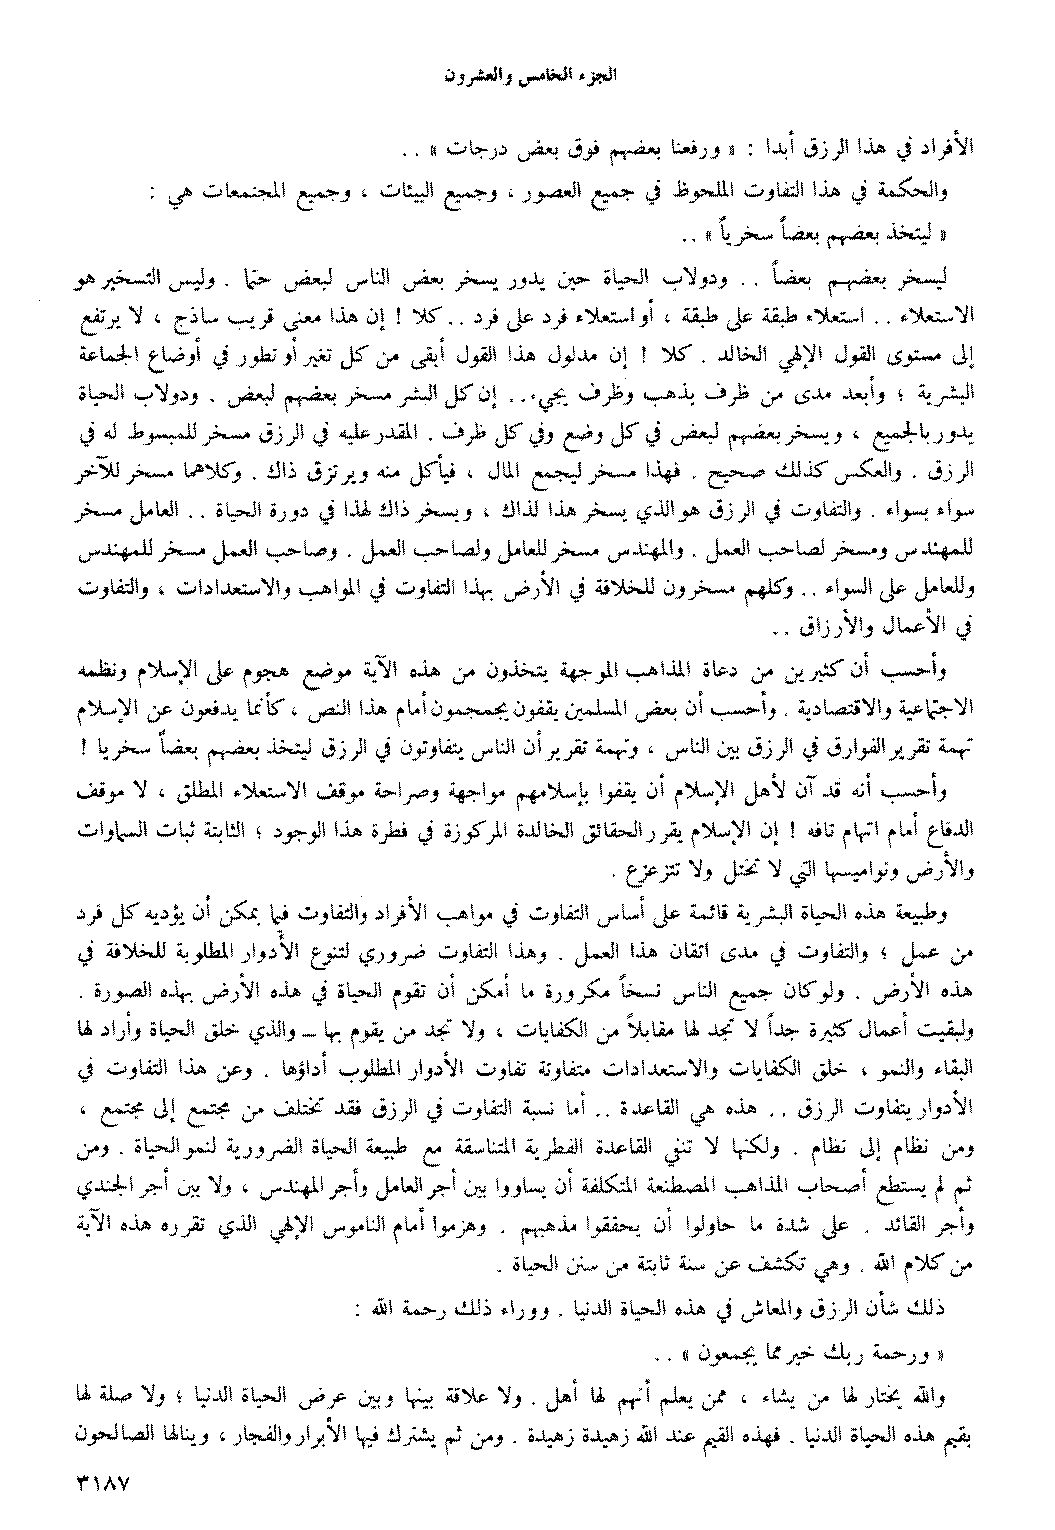 الجزء الخامس والعشرون
الأفراد في هذا الرزق أبدا : « ورفعنا بعضهم فوق بعض درجات » ..
والحكمة في هذا التفاوت الملحوظ في جميع العصور ، وجميع البيئات ، وجميع المجتمعات هي :
« ليتخذ بعضهم بعضاً سخرياً » ..
ليسخر بعضهم بعضاً .. ودولاب الحياة حين يدور يسخر بعض الناس لبعض حتما . وليس التسخير هو
الاستعلاء .. استعلاء طبقة على طبقة ، أو استعلاء فرد على فرد .. كلا ! إن هذا معنى قريب ساذج ، لا يرتفع
إلى مستوى القول الإلهي الخالد . كلا ! إن مدلول هذا القول أبقى من كل تغير أو تطور في أوضاع الجماعة
البشرية ؛ وأبعد مدى من ظرف يذهب وظرف يجيء .. إن كل البشر مسخر بعضهم لبعض . ودولاب الحياة
يدور بالجميع ، ويسخر بعضهم لبعض في كل وضع وفي كل ظرف . المقدر عليه في الرزق مسخر للمبسوط له في
الرزق . والعكس كذلك صحيح . فهذا مسخر ليجمع المال ، فيأكل منه ويرتزق ذاك . وكلاهما مسخر للآخر
سواء بسواء . والتفاوت في الرزق هو الذي يسخر هذا لذاك ، ويسخر ذاك لهذا في دورة الحياة .. العامل مسخر
للمهندس ومسخر لصاحب العمل . والمهندس مسخر للعامل ولصاحب العمل . وصاحب العمل مسخر للمهندس
وللعامل على السواء .. وكلهم مسخرون للخلافة في الأرض بهذا التفاوت في المواهب والاستعدادات ، والتفاوت
في الأعمال والأرزاق ..
وأحسب أن كثيرين من دعاة المذاهب الموجهة يتخذون من هذه الآية موضع هجوم على الإسلام ونظمه
الاجتماعية والاقتصادية . وأحسب أن بعض المسلمين يقفون يجمجمون أمام هذا النص ، كأنما يدفعون عن الإسلام
تهمة تقرير الفوارق في الرزق بين الناس ، وتهمة تقرير أن الناس يتفاوتون في الرزق ليتخذ بعضهم بعضاً سخريا !
وأحسب أنه قد آن لأهل الإسلام أن يقفوا بإسلامهم مواجهة وصراحة موقف الاستعلاء المطلق ، لا موقف
الدفاع أمام اتهام تافه ! إن الإسلام يقرر الحقائق الخالدة المركوزة في فطرة هذا الوجود ؛ الثابتة ثبات السماوات
والأرض ونواميسها التي لا تختل ولا تتزعزع .
وطبيعة هذه الحياة البشرية قائمة على أساس التفاوت في مواهب الأفراد والتفاوت فيما يمكن أن يؤديه كل فرد
من عمل ؛ والتفاوت في مدى اتقان هذا العمل . وهذا التفاوت ضروري لتنوع الأدوار المطلوبة للخلافة في
هذه الأرض . ولو كان جميع الناس نسخاً مكرورة ما أمكن أن تقوم الحياة في هذه الأرض بهذه الصورة .
ولبقيت أعمال كثيرة جداً لا تجد لها مقابلاً من الكفايات ، ولا تجد من يقوم بها – والذي خلق الحياة وأراد لها
البقاء والنمو ، خلق الكفايات والاستعدادات متفاوتة تفاوت الأدوار المطلوب أداؤها . وعن هذا التفاوت في
الأدوار يتفاوت الرزق .. هذه هي القاعدة .. أما نسبة التفاوت في الرزق فقد تختلف من مجتمع إلى مجتمع ،
ومن نظام إلى نظام . ولكنها لا تنفي القاعدة الفطرية المتناسقة مع طبيعة الحياة الضرورية لنمو الحياة . ومن
ثم لم يستطع أصحاب المذاهب المصطنعة المتكلفة أن يساووا بين أجر العامل وأجر المهندس ، ولا بين أجر الجندي
وأجر القائد . على شدة ما حاولوا أن يحققوا مذهبهم . وهزموا أمام الناموس الإلهي الذي تقرره هذه الآية
من كلام الله . وهي تكشف عن سنة ثابتة من سنن الحياة .
ذلك شأن الرزق والمعاش في هذه الحياة الدنيا . ووراء ذلك رحمة الله :
« ورحمة ربك خير مما يجمعون » ..
والله يختار لها من يشاء ، ممن يعلم أنهم لها أهل . ولا علاقة بينها وبين عرض الحياة الدنيا ؛ ولا صلة لها
بقيم هذه الحياة الدنيا . فهذه القيم عند الله زهيدة زهيدة . ومن ثم يشترك فيها الأبرار والفجار ، وينالها الصالحون
٣١٨٧